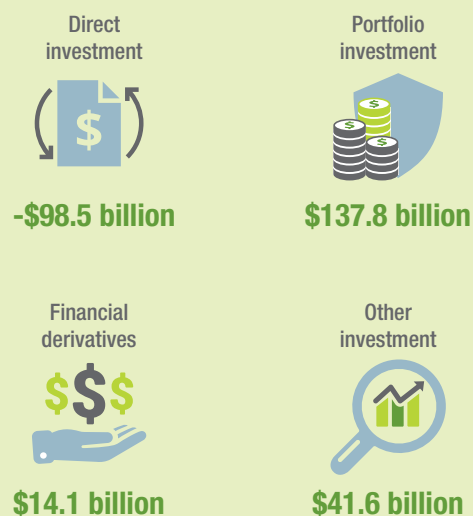 Direct
investment
$
-$98.5 billion
Portfolio
investment
$
$
$
$137.8 billion
Financial
derivatives
$$$
$14.1 billion
Other
investment
$41.6 billion